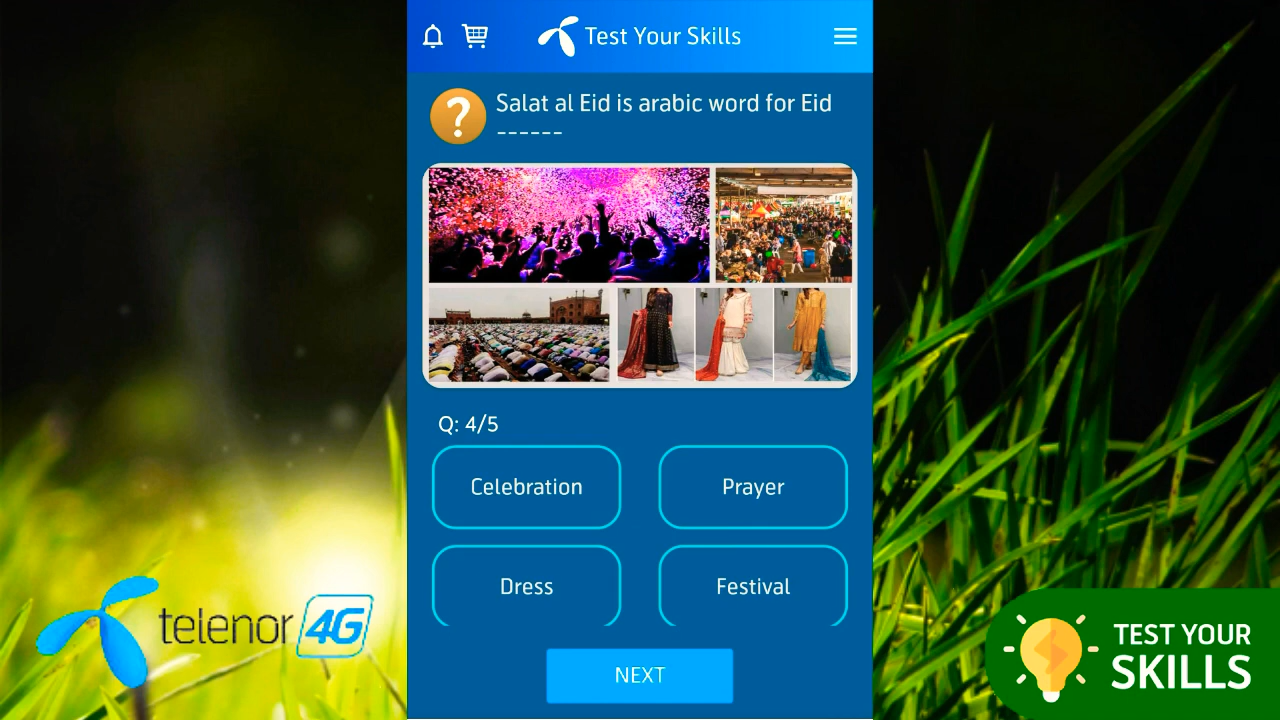 Test Your Skills
?
Salat al Eid is arabic word for Eid
------
Q: 4/5
Celebration
Prayer
Dress
Festival
NEXT
telenor 4G
TEST YOUR
SKILLS